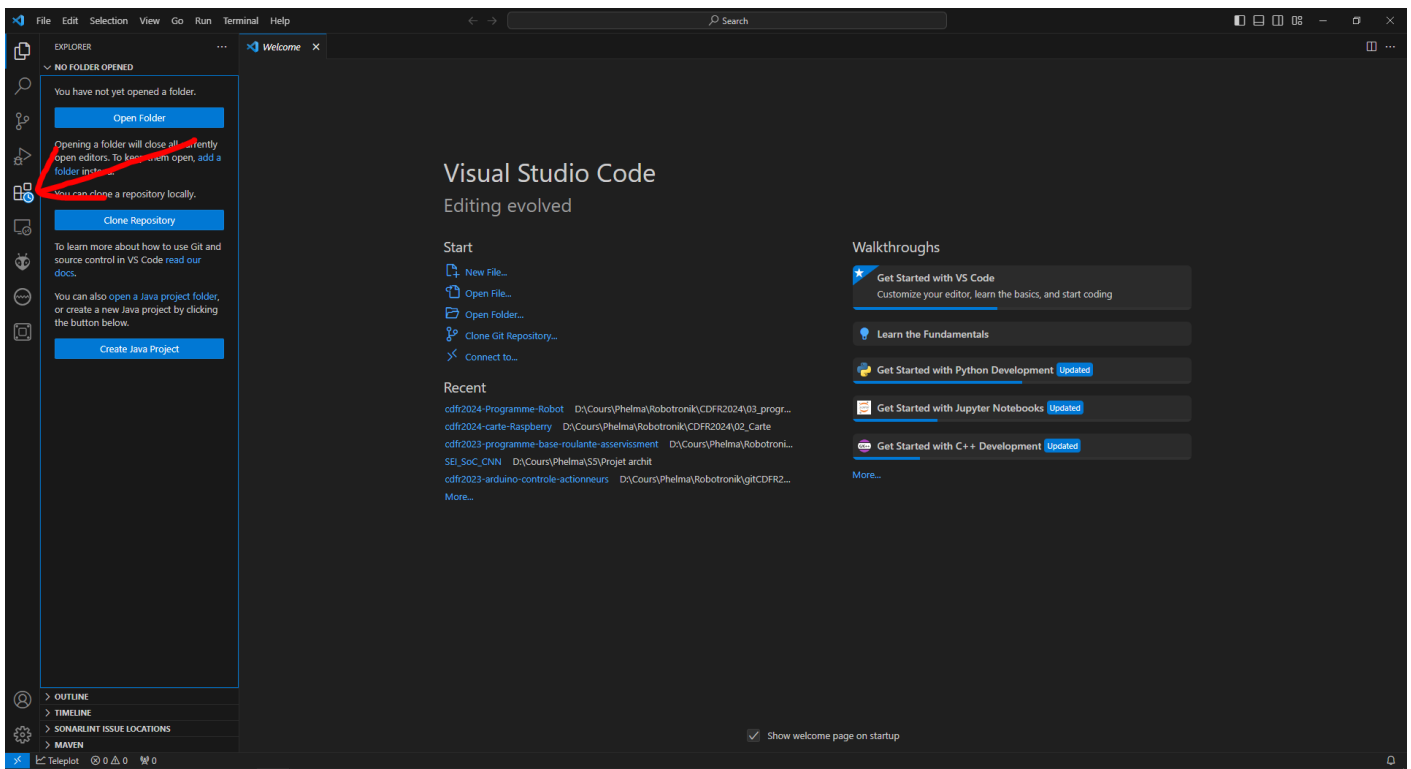 File Edit Selection View Go Run Terminal Help
Search
EXPLORER
Welcome
NO FOLDER OPENED
You have not yet opened a folder.
Open Folder
Opening a folder will close all currently
open editors. To keep them open, add a
folder instead.
You can clone a repository locally.
Clone Repository
To learn more about how to use Git and
source control in VS Code read our
docs.
You can also open a Java project folder,
or create a new Java project by clicking
the button below.
Create Java Project
OUTLINE
TIMELINE
SONARLINT ISSUE LOCATIONS
MAVEN
Visual Studio Code
Editing evolved
Start
New File...
Open File...
Open Folder...
Clone Git Repository...
Connect to...
Recent
cdfr2024-Programme-Robot D:\Cours\Phelma\Robotronik\CDFR2024\03_progr...
cdfr2024-carte-Raspberry D:\Cours\Phelma\Robotronik\CDFR2024\02_Carte
cdfr2023-programme-base-roulante-asservissment D:\Cours\Phelma\Robotroni...
SEI_SoC_CNN D:\Cours\Phelma\S5\Projet archit
cdfr2023-arduino-controle-actionneurs D:\Cours\Phelma\Robotronik\gitCDFR2...
More...
Walkthroughs
Get Started with VS Code
Customize your editor, learn the basics, and start coding
Learn the Fundamentals
Get Started with Python Development Updated
Get Started with Jupyter Notebooks Updated
Get Started with C++ Development Updated
More...
Show welcome page on startup
Teleplot 0 0 0